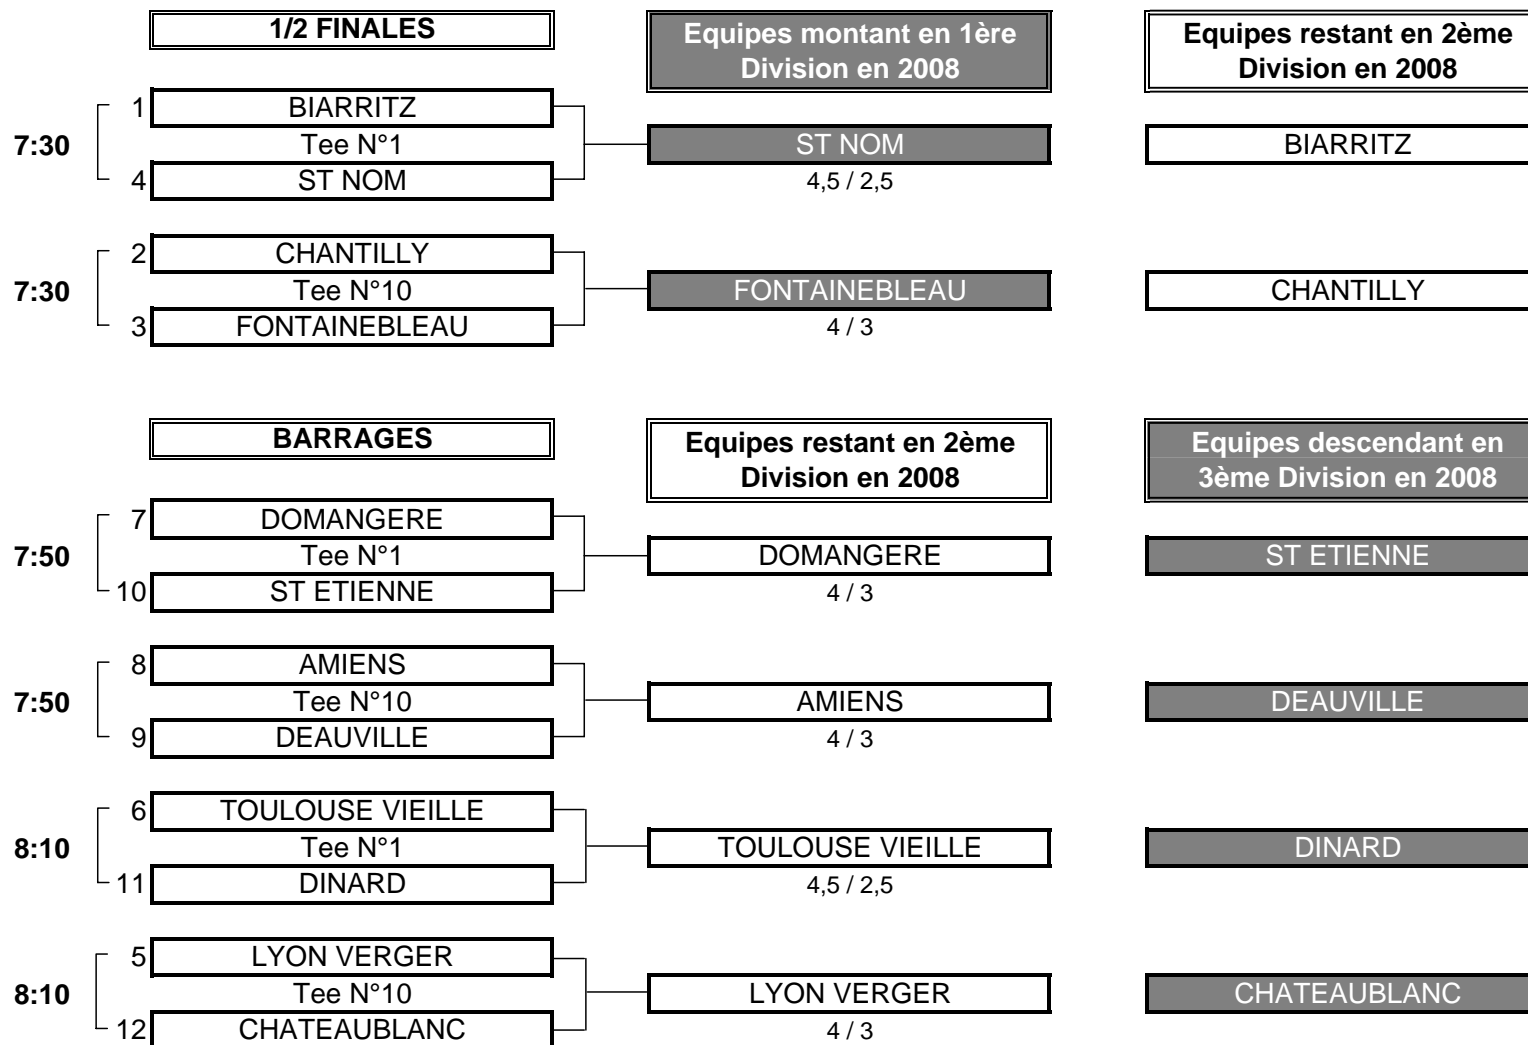 1/2 FINALES
Equipes montant en 1ère
Division en 2008
Equipes restant en 2ème
Division en 2008
7:30
1 BIARRITZ
Tee N°1
4 ST NOM
ST NOM
4,5 / 2,5
BIARRITZ
7:30
2 CHANTILLY
Tee N°10
3 FONTAINEBLEAU
FONTAINEBLEAU
4 / 3
CHANTILLY
BARRAGES
Equipes restant en 2ème
Division en 2008
Equipes descendant en
3ème Division en 2008
7:50
7 DOMANGERE
Tee N°1
10 ST ETIENNE
DOMANGERE
4 / 3
ST ETIENNE
7:50
8 AMIENS
Tee N°10
9 DEAUVILLE
AMIENS
4 / 3
DEAUVILLE
8:10
6 TOULOUSE VIEILLE
Tee N°1
11 DINARD
TOULOUSE VIEILLE
4,5 / 2,5
DINARD
8:10
5 LYON VERGER
Tee N°10
12 CHATEAUBLANC
LYON VERGER
4 / 3
CHATEAUBLANC